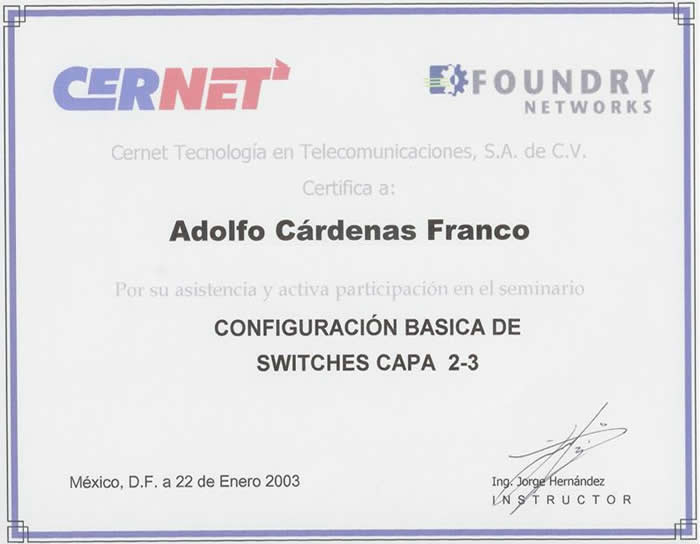 CERNET
FOUNDRY
NETWORKS
Cernet Tecnología en Telecomunicaciones, S.A. de C.V.
Certifica a:
Adolfo Cárdenas Franco
Por su asistencia y activa participación en el seminario
CONFIGURACIÓN BASICA DE
SWITCHES CAPA 2-3
México, D.F. a 22 de Enero 2003
Ing. Jorge Hernández
INSTRUCTOR